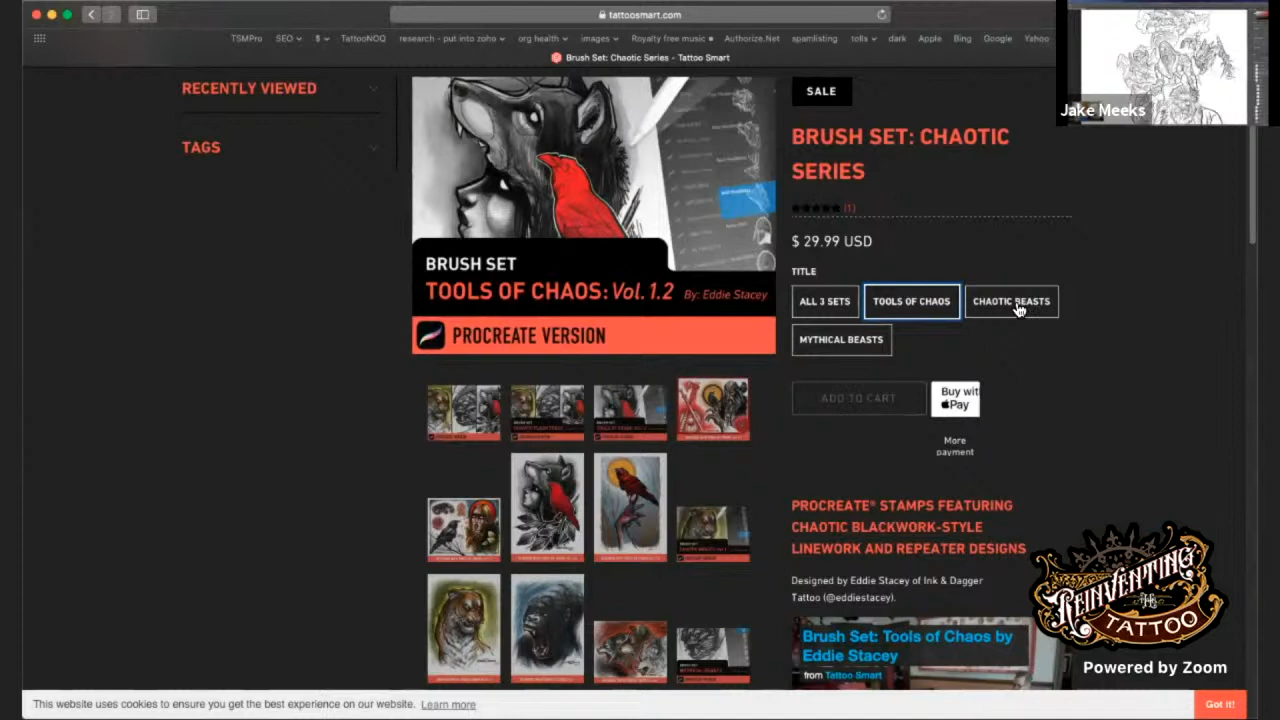 tattoosmart.com
TSMPro
SEO
$
TattooNOQ
research - put into zoho
org health
images
Royalty free music
Authorize.Net
spamlisting
tolls
dark
Apple
Bing
Google
Yahoo
Brush Set: Chaotic Series - Tattoo Smart
Jake Meeks
RECENTLY VIEWED
TAGS
SALE
BRUSH SET: CHAOTIC
SERIES
(1)
$ 29.99 USD
TITLE
ALL 3 SETS
TOOLS OF CHAOS
CHAOTIC BEASTS
MYTHICAL BEASTS
ADD TO CART
Buy wit
Pay
More
payment
BRUSH SET
TOOLS OF CHAOS: Vol. 1.2 By: Eddie Stacey
PROCREATE VERSION
PROCREATE® STAMPS FEATURING
CHAOTIC BLACKWORK-STYLE
LINEWORK AND REPEATER DESIGNS
Designed by Eddie Stacey of Ink & Dagger
Tattoo (@eddiestacey).
Brush Set: Tools of Chaos by
Eddie Stacey
from Tattoo Smart
REINVENTING
THE
TATTOO
Powered by Zoom
This website uses cookies to ensure you get the best experience on our website. Learn more
Got it!